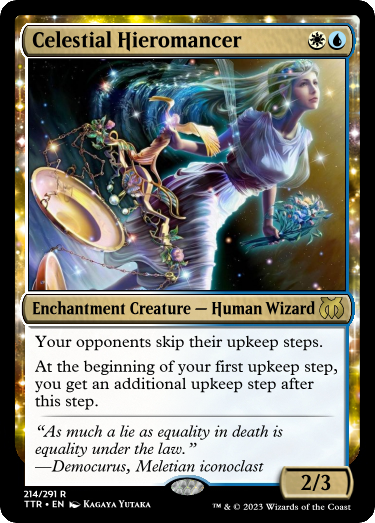 Celestial Hieromancer
Enchantment Creature — Human Wizard
Your opponents skip their upkeep steps.
At the beginning of your first upkeep step,
you get an additional upkeep step after
this step.
“As much a lie as equality in death is
equality under the law.”
—Democurus, Meletian iconoclast
2/3
214/291 R
TTR • EN Kagaya Yutaka
™ & © 2023 Wizards of the Coast